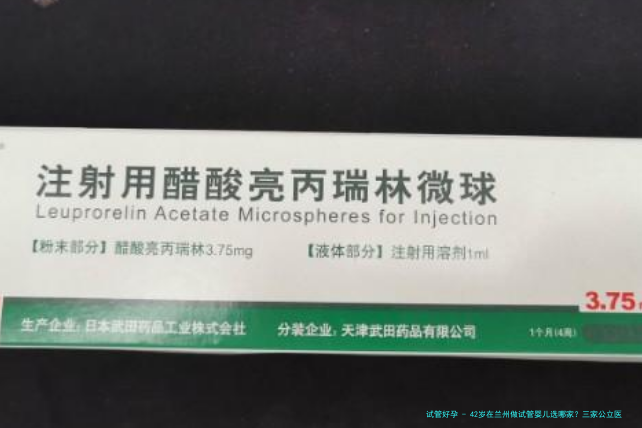 注射用醋酸亮丙瑞林微球
Leuprorelin Acetate Microspheres for Injection
【粉末部分】醋酸亮丙瑞林3.75mg 【液体部分】注射用溶剂1ml
3.75
生产企业：日本武田药品工业株式会社 分装企业：天津武田药品有限公司 1个月(4周)
试管好孕 - 42岁在兰州做试管婴儿选哪家？三家公立医